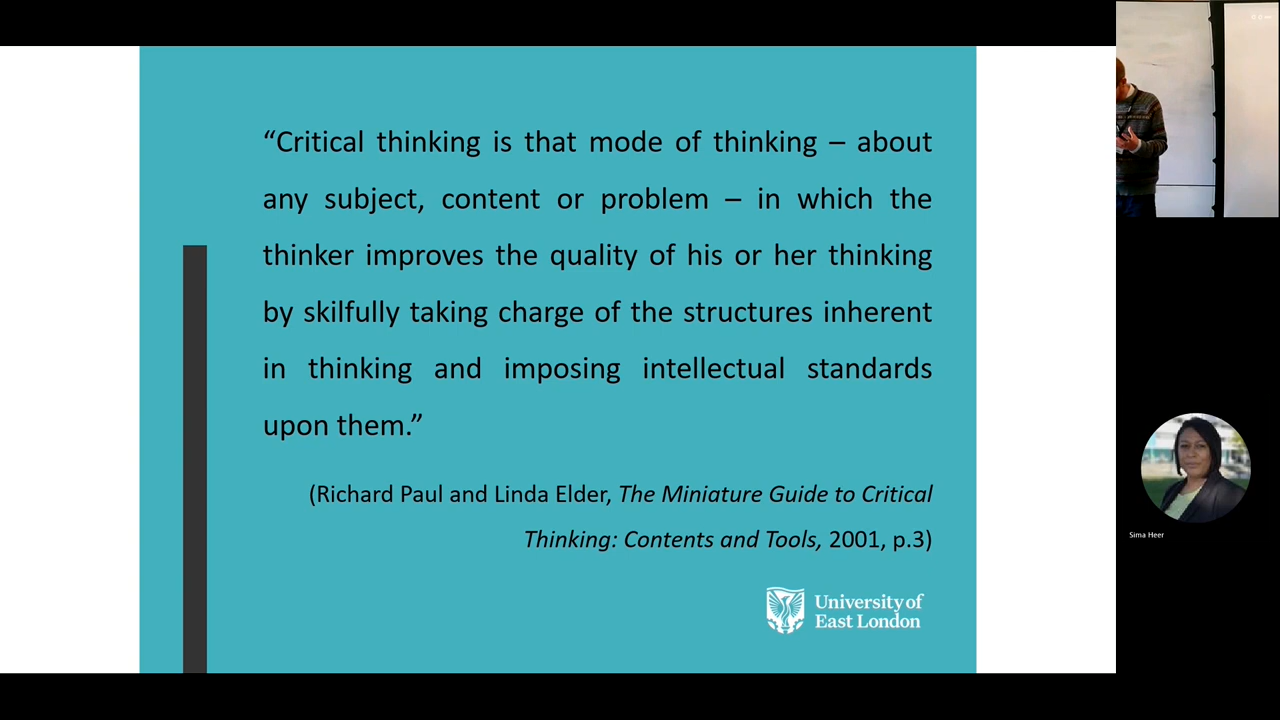 “Critical thinking is that mode of thinking – about
any subject, content or problem – in which the
thinker improves the quality of his or her thinking
by skilfully taking charge of the structures inherent
in thinking and imposing intellectual standards
upon them.”
(Richard Paul and Linda Elder, The Miniature Guide to Critical
Thinking: Contents and Tools, 2001, p.3)
University of
East London
Sima Heer